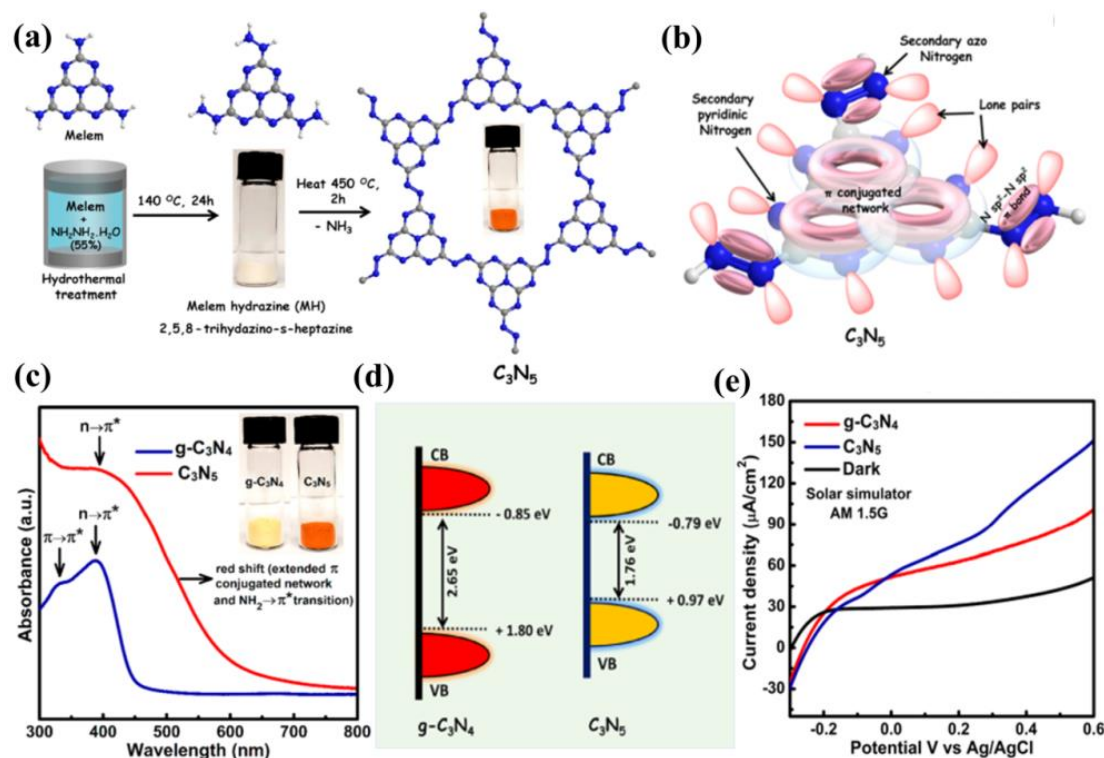 (a)
Melem
Melem
+
NH2NH2.H2O
(55%)
Hydrothermal
treatment
140 °C, 24h
Melem hydrazine (MH)
2,5,8-trihydazino-s-heptazine
Heat 450 °C,
2h
- NH3
C3N5
(b)
Secondary azo
Nitrogen
Secondary
pyridinic
Nitrogen
Lone pairs
π conjugated
network
N sp2-N sp2
-π bond
C3N5
(c)
n→π*
g-C3N4
C3N5
g-C3N4
C3N5
π→π*
n→π*
red shift (extended π
conjugated network
and NH2→π*transition)
Absorbance (a.u.)
300 400 500 600 700 800
Wavelength (nm)
(d)
CB
- 0.85 eV
2.65 eV
+ 1.80 eV
VB
g-C3N4
CB
-0.79 eV
1.76 eV
+ 0.97 eV
VB
C3N5
(e)
180
150
120
90
60
30
0
-30
Current density (μA/cm2)
g-C3N4
C3N5
Dark
Solar simulator
AM 1.5G
-0.2 0.0 0.2 0.4 0.6
Potential V vs Ag/AgCl